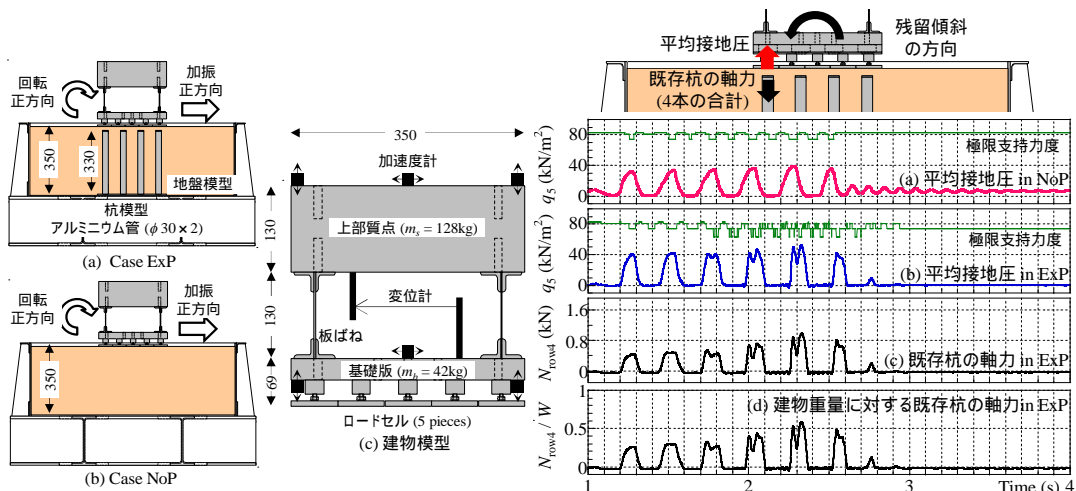 回転
正方向
加振
正方向
350
330
地盤模型
杭模型
アルミニウム管 (φ 30 × 2)
(a) Case ExP
回転
正方向
加振
正方向
350
(b) Case NoP
350
加速度計
130
上部質点 (ms = 128kg)
130
変位計
板ばね
69
基礎版 (mb = 42kg)
ロードセル (5 pieces)
(c) 建物模型
平均接地圧
残留傾斜
の方向
既存杭の軸力
(4本の合計)
q5 (kN/m2)
80
40
0
極限支持力度
(a) 平均接地圧 in NoP
q5 (kN/m2)
80
40
0
極限支持力度
(b) 平均接地圧 in ExP
Nrow4 (kN)
1.6
0.8
0
(c) 既存杭の軸力 in ExP
Nrow4 / W
1
0.5
0
(d) 建物重量に対する既存杭の軸力 in ExP
1
2
3
Time (s)
4